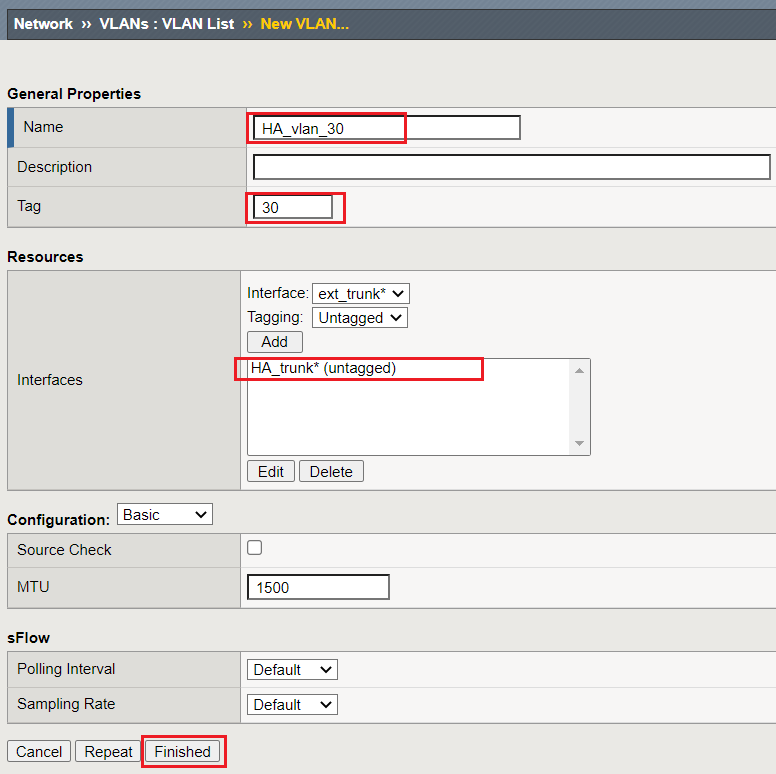 Network ›› VLANs : VLAN List ›› New VLAN...
General Properties
Name HA_vlan_30
Description
Tag 30
Resources
Interface: ext_trunk*
Tagging: Untagged
Add
HA_trunk* (untagged)
Interfaces
Edit Delete
Configuration: Basic
Source Check
MTU 1500
sFlow
Polling Interval Default
Sampling Rate Default
Cancel Repeat Finished